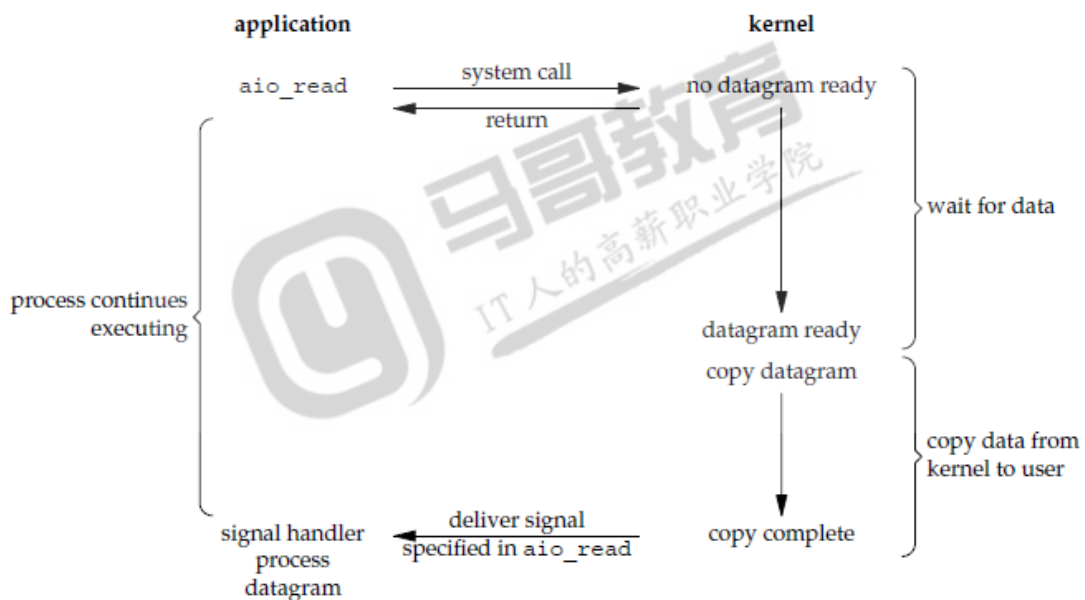 application
kernel
aio_read
system call
no datagram ready
return
马哥教育
IT人的高薪职业学院
wait for data
process continues
executing
datagram ready
copy datagram
copy data from
kernel to user
deliver signal
specified in aio_read
copy complete
signal handler
process
datagram